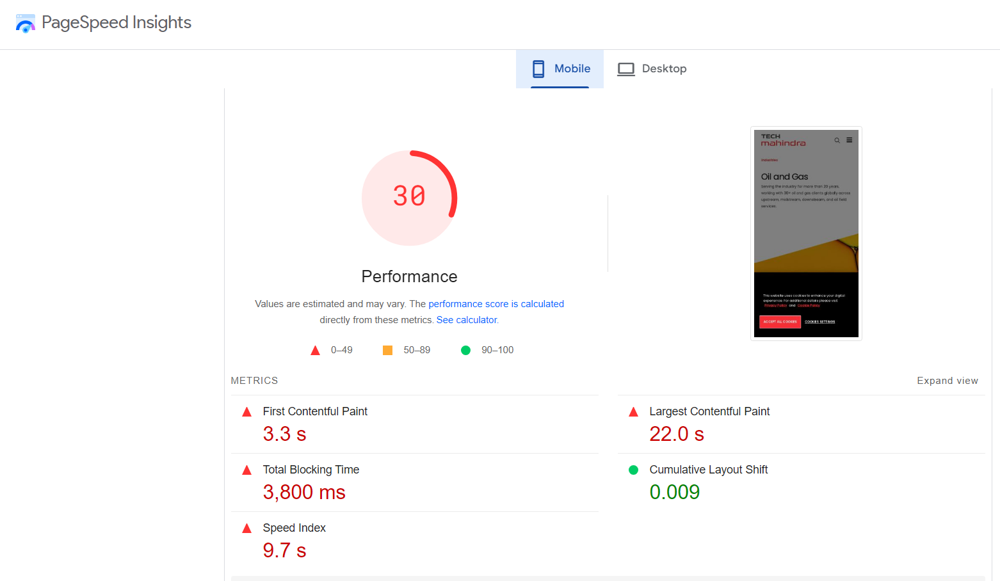 PageSpeed Insights
Mobile
Desktop
30
Performance
Values are estimated and may vary. The performance score is calculated
directly from these metrics. See calculator.
0–49
50–89
90–100
TECH
mahindra
Industries
Oil and Gas
Serving the industry for more than 20 years,
working with 30+ oil and gas clients globally across
upstream, midstream, downstream, and oil field
services.
This website uses cookies to enhance your digital
experience. For additional details please visit
Privacy Policy and Cookie Policy
ACCEPT ALL COOKIES
COOKIES SETTINGS
METRICS
Expand view
First Contentful Paint
3.3 s
Largest Contentful Paint
22.0 s
Total Blocking Time
3,800 ms
Cumulative Layout Shift
0.009
Speed Index
9.7 s